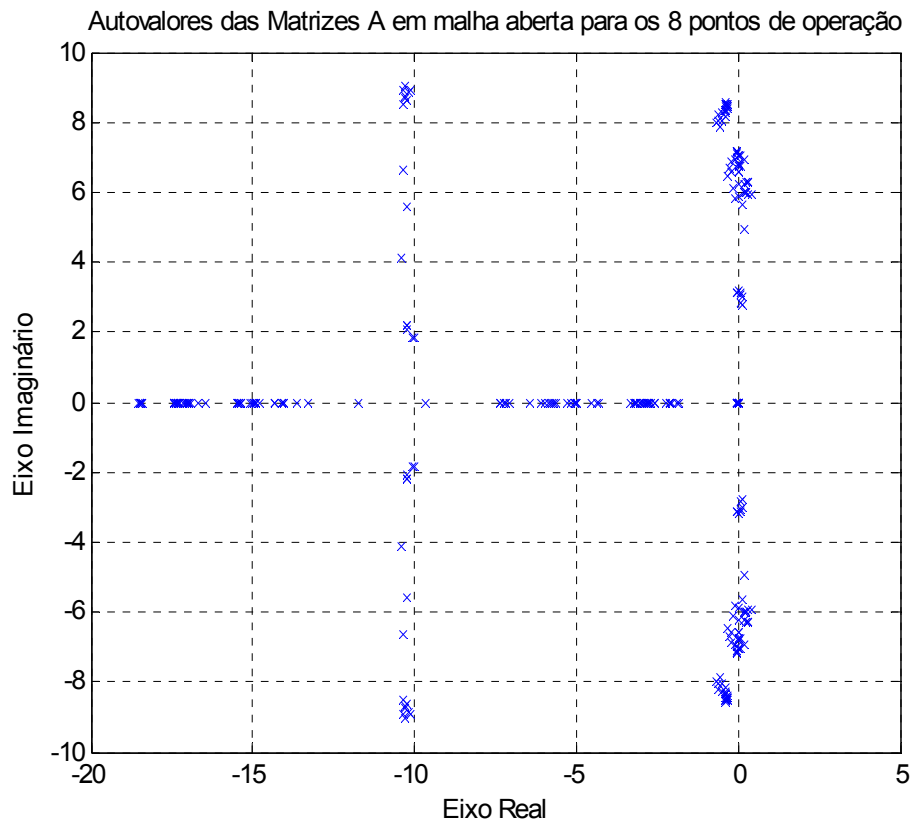 Autovalores das Matrizes A em malha aberta para os 8 pontos de operação
10
8
6
4
2
0
-2
-4
-6
-8
-10
Eixo Imaginário
-20 -15 -10 -5 0 5
Eixo Real